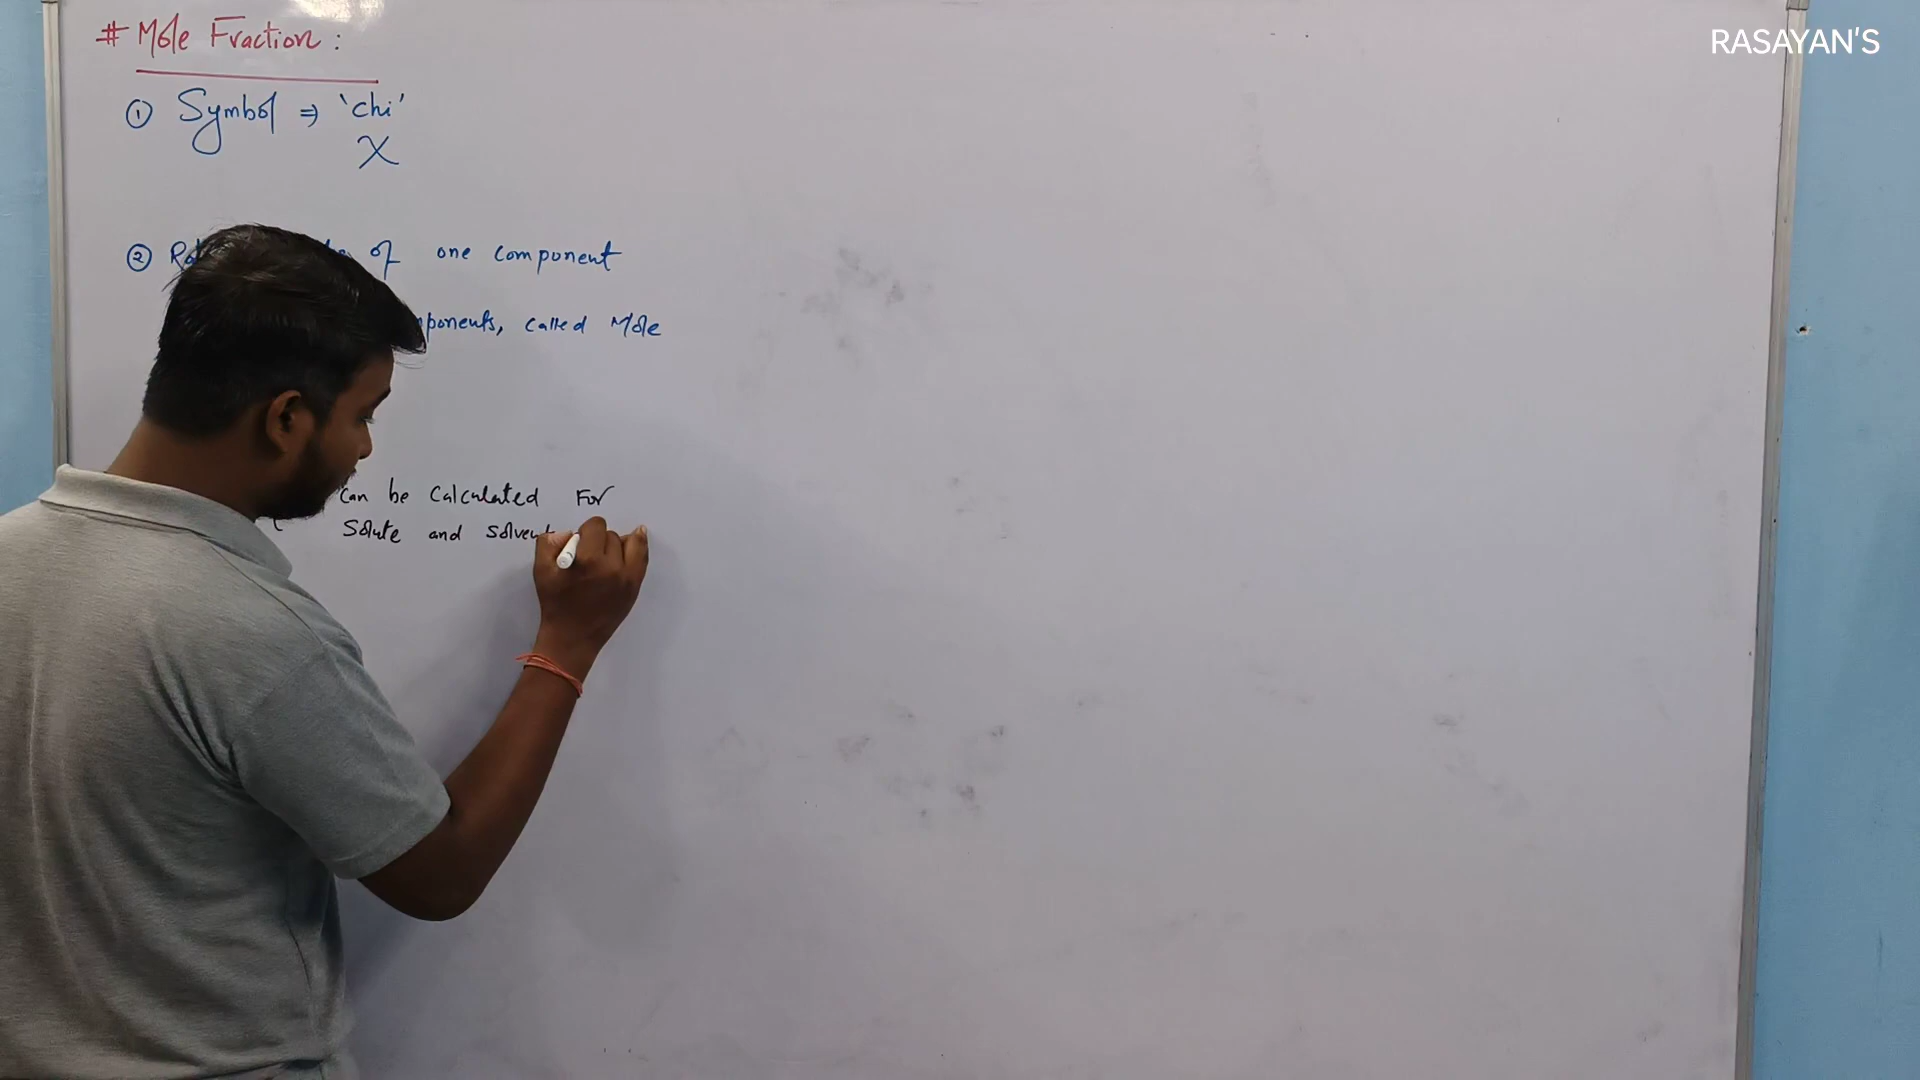 # Mole Fraction :
RASAYAN'S
① Symbol ⇒ 'chi'
X
② of one component
called Mole
can be Calculated For
Solute and Solvent